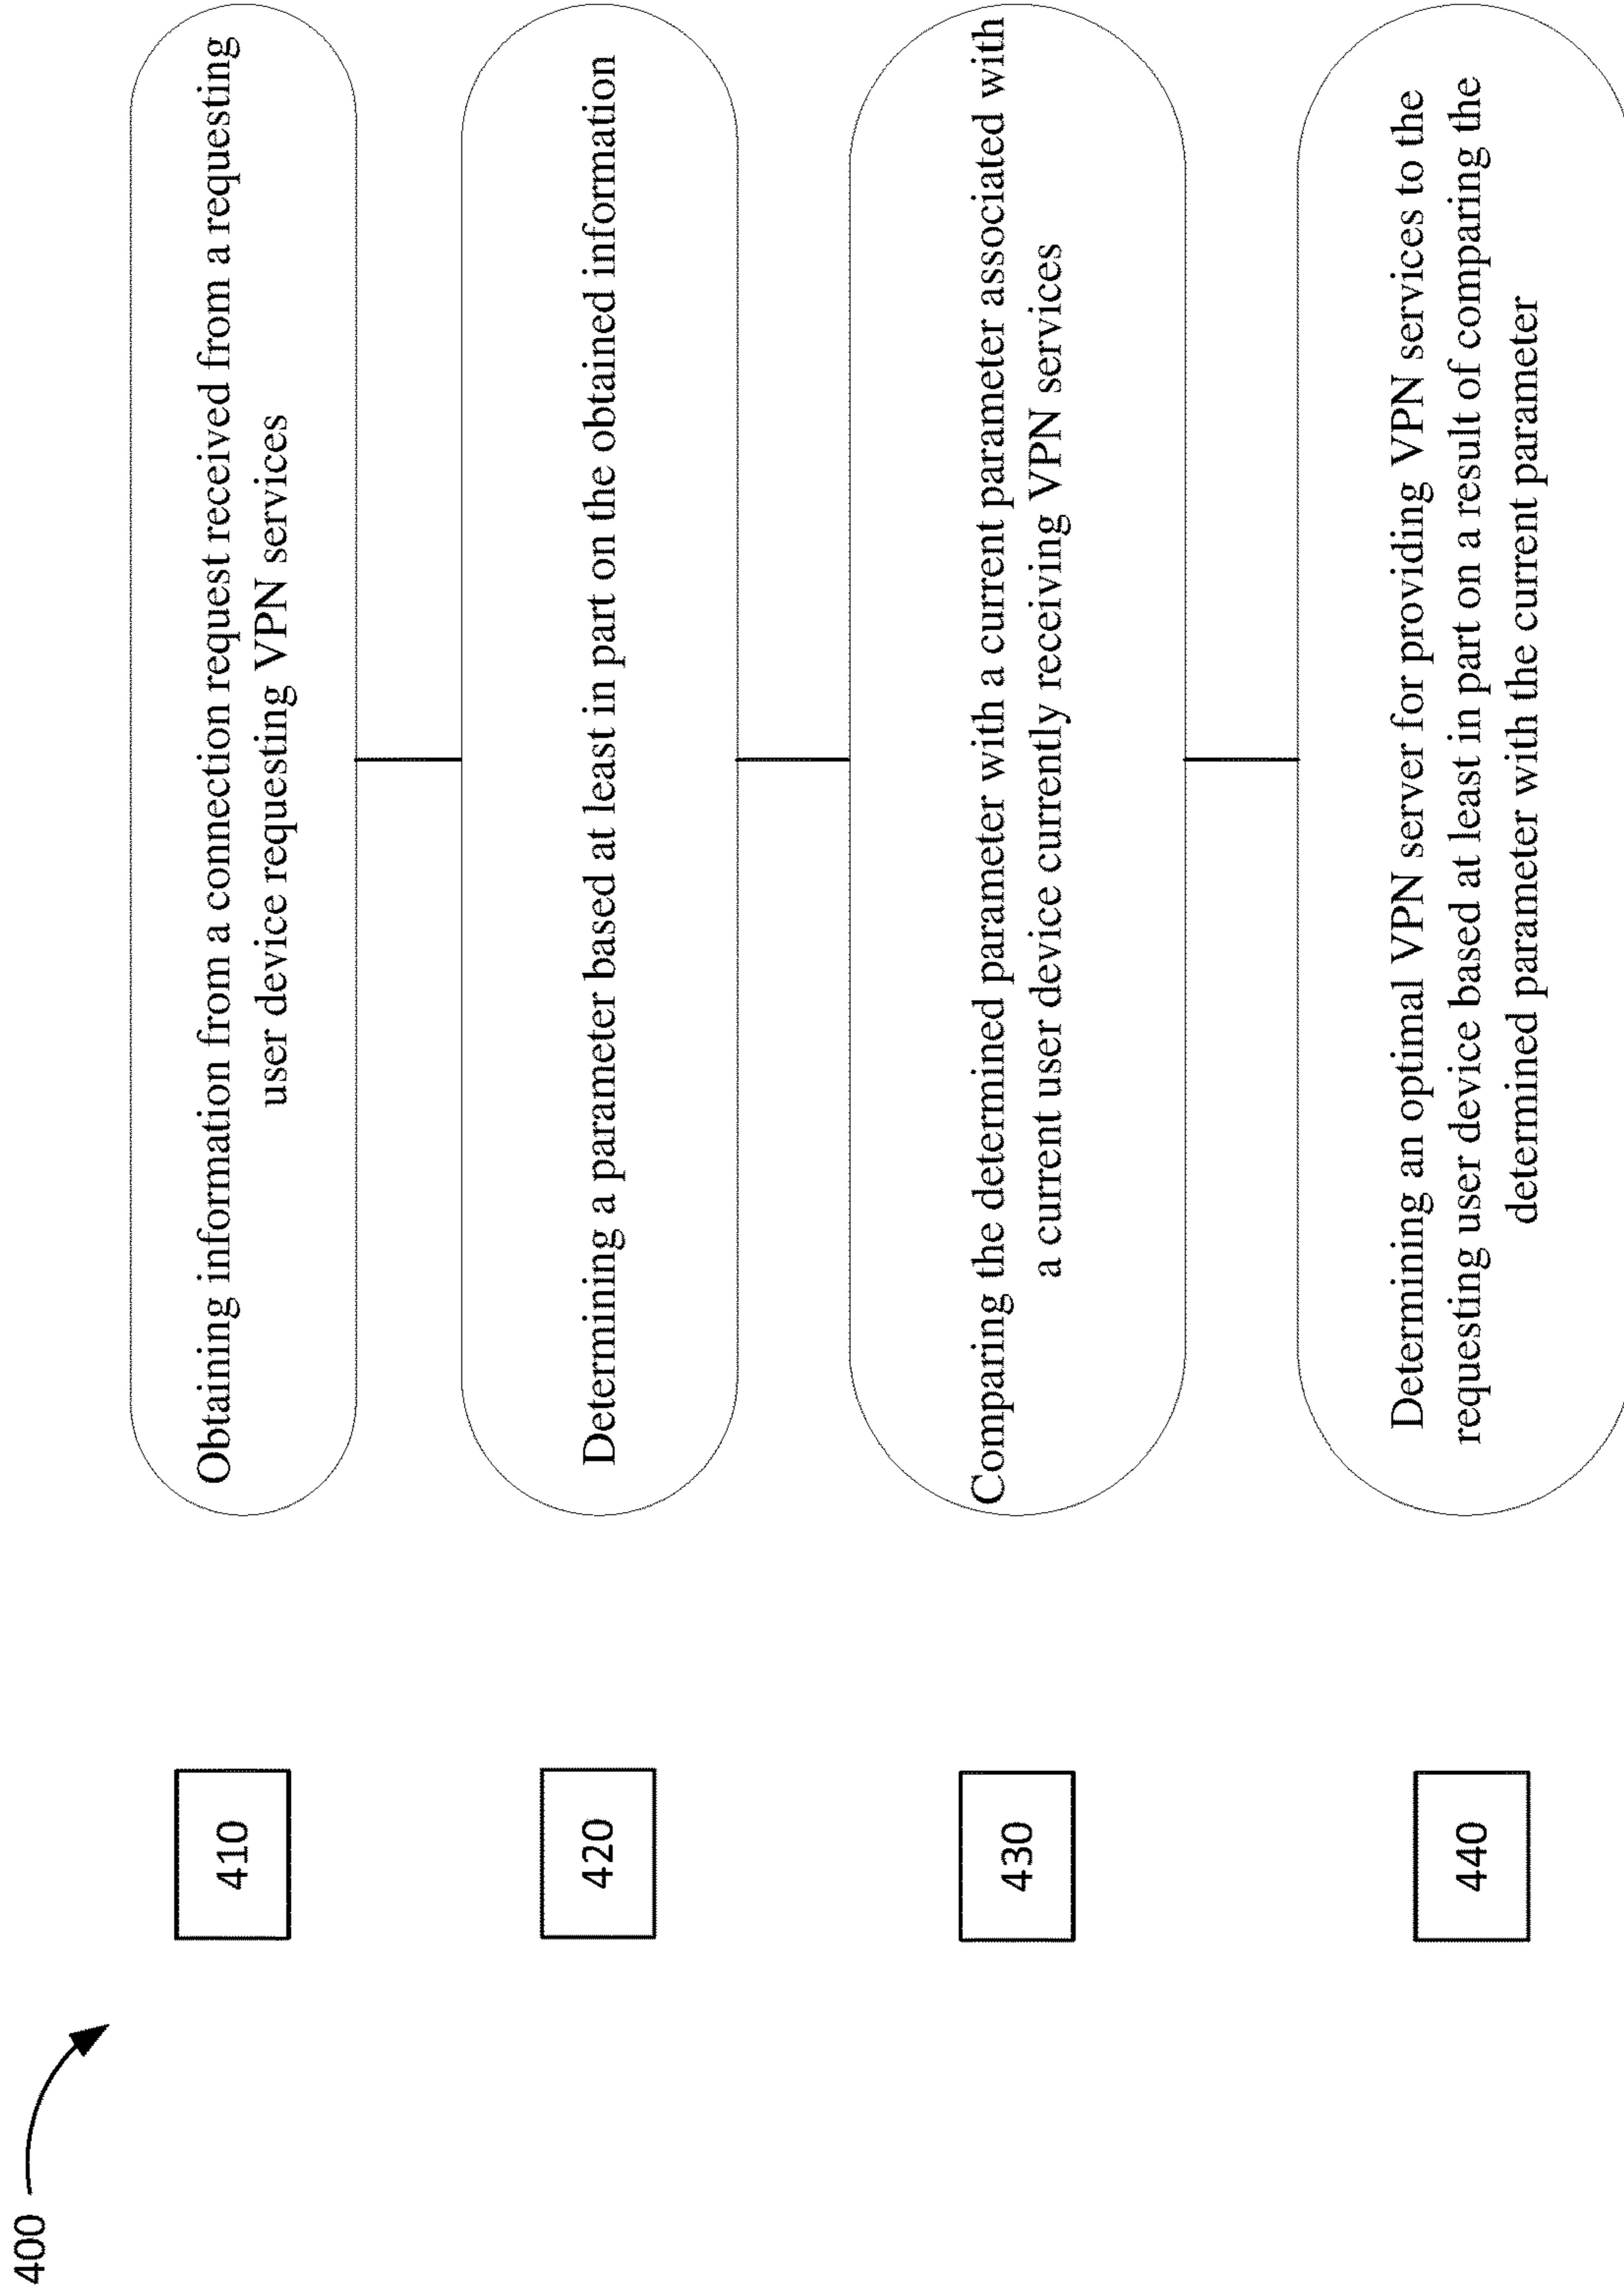 400
410
Obtaining information from a connection request received from a requesting
user device requesting VPN services
420
Determining a parameter based at least in part on the obtained information
430
Comparing the determined parameter with a current parameter associated with
a current user device currently receiving VPN services
440
Determining an optimal VPN server for providing VPN services to the
requesting user device based at least in part on a result of comparing the
determined parameter with the current parameter